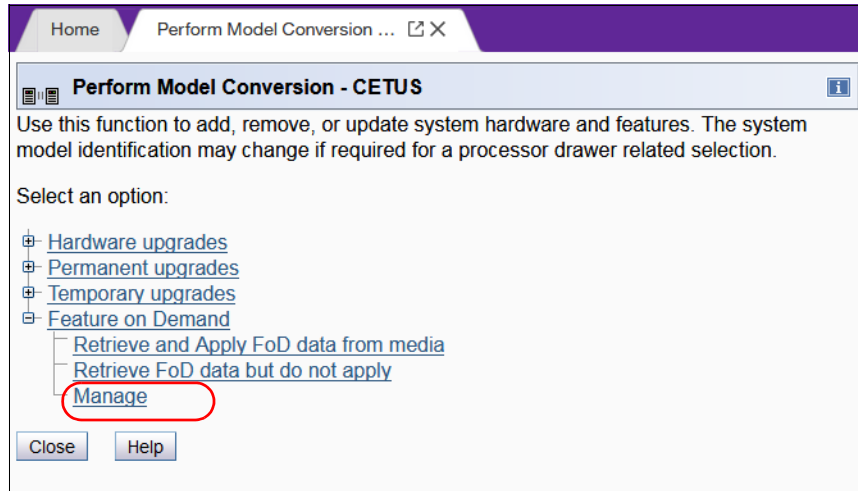 Home
Perform Model Conversion ...
Perform Model Conversion - CETUS
Use this function to add, remove, or update system hardware and features. The system
model identification may change if required for a processor drawer related selection.
Select an option:
Hardware upgrades
Permanent upgrades
Temporary upgrades
Feature on Demand
Retrieve and Apply FoD data from media
Retrieve FoD data but do not apply
Manage
Close
Help